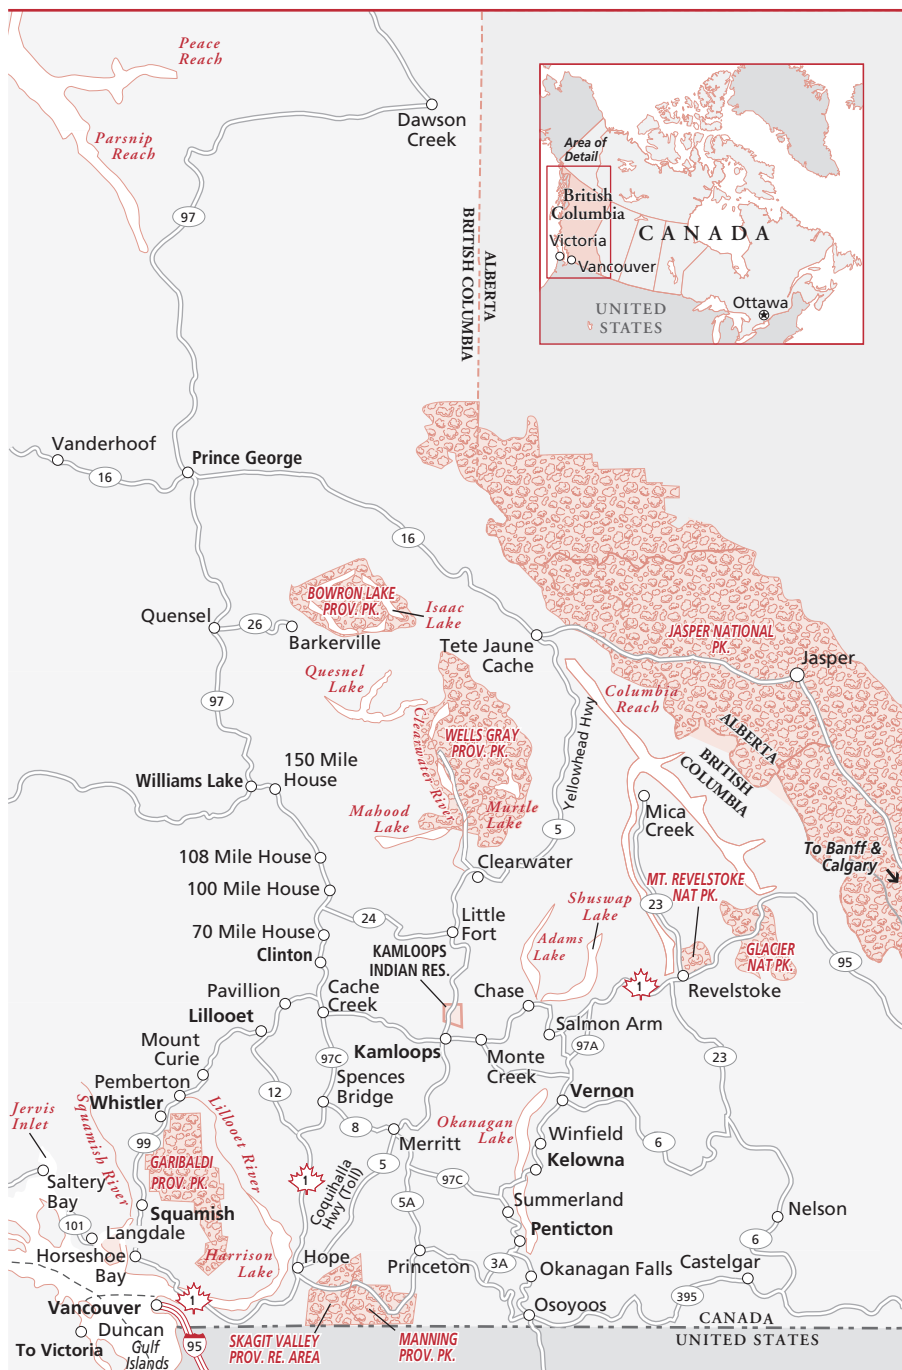 Peace
Reach
Parsnip
Reach
Dawson
Creek
97
BRITISH COLUMBIA
ALBERTA
Area of
Detail
British
Columbia
CANADA
Victoria
Vancouver
Ottawa
UNITED
STATES
Vanderhoof
16
Prince George
16
Quensel
26
Barkerville
BOWRON LAKE
PROV. PK.
Isaac
Lake
Tete Jaune
Cache
JASPER NATIONAL
PK.
Jasper
Quesnel
Lake
97
Clearwater River
WELLS GRAY
PROV. PK.
Columbia
Reach
Yellowhead Hwy
ALBERTA
BRITISH
COLUMBIA
150 Mile
House
Williams Lake
Mahood
Lake
Murtle
Lake
5
Mica
Creek
To Banff &
Calgary
108 Mile House
Clearwater
100 Mile House
MT. REVELSTOKE
NAT PK.
Shuswap
Lake
23
24
Little
Fort
70 Mile House
Adams
Lake
Clinton
KAMLOOPS
INDIAN RES.
GLACIER
NAT PK.
95
1
Revelstoke
Pavillion
Cache
Creek
Chase
Lillooet
Salmon Arm
Mount
Curie
Kamloops
97C
97A
Monte
Creek
23
Pemberton
Whistler
12
Spences
Bridge
Vernon
Jervis
Inlet
Squamish River
Lillooet River
Okanagan
Lake
8
Merritt
Winfield
6
99
GARIBALDI
PROV. PK.
5
Kelowna
Saltery
Bay
1
Coquihalla
Hwy (Toll)
97C
5A
Summerland
Nelson
Squamish
101
Langdale
Penticton
6
Horseshoe
Bay
Harrison
Lake
Hope
Princeton
3A
Okanagan Falls
Castelgar
1
395
Vancouver
Osoyoos
Duncan
CANADA
UNITED STATES
To Victoria
Gulf
Islands
95
SKAGIT VALLEY
PROV. RE. AREA
MANNING
PROV. PK.